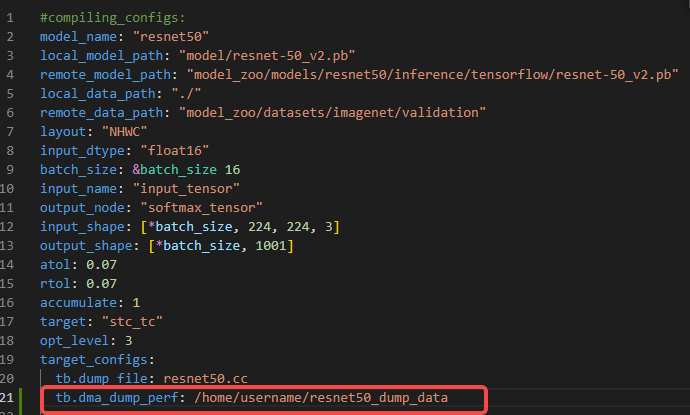 1 #compiling_configs:
2 model_name: "resnet50"
3 local_model_path: "model/resnet-50_v2.pb"
4 remote_model_path: "model_zoo/models/resnet50/inference/tensorflow/resnet-50_v2.pb"
5 local_data_path: "./"
6 remote_data_path: "model_zoo/datasets/imagenet/validation"
7 layout: "NHWC"
8 input_dtype: "float16"
9 batch_size: &batch_size 16
10 input_name: "input_tensor"
11 output_node: "softmax_tensor"
12 input_shape: [*batch_size, 224, 224, 3]
13 output_shape: [*batch_size, 1001]
14 atol: 0.07
15 rtol: 0.07
16 accumulate: 1
17 target: "stc_tc"
18 opt_level: 3
19 target_configs:
20 tb.dump_file: resnet50.cc
21 tb.dma_dump_perf: /home/username/resnet50_dump_data
22